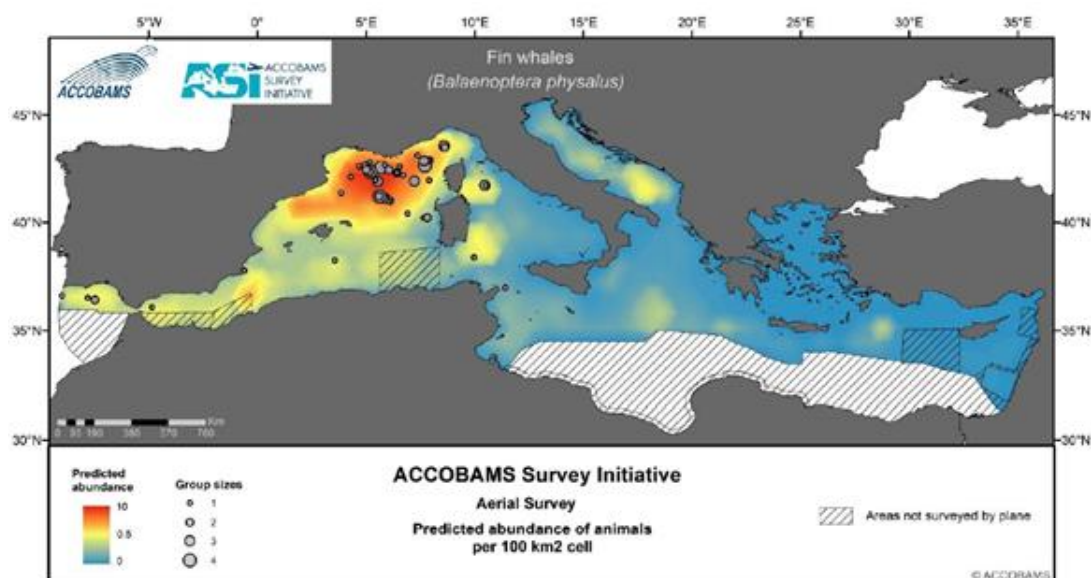 5°W 0° 5°E 10°E 15°E 20°E 25°E 30°E 35°E
ACCOBAMS
ASI ACCOBAMS
SURVEY
INITIATIVE
Fin whales
(Balaenoptera physalus)
45°N 45°N
40°N 40°N
35°N 35°N
30°N 30°N
Km
Predicted
abundance
10
0.5
0
Group sizes
1
2
3
4
ACCOBAMS Survey Initiative
Aerial Survey
Predicted abundance of animals
per 100 km2 cell
Areas not surveyed by plane
© ACCOBAMS